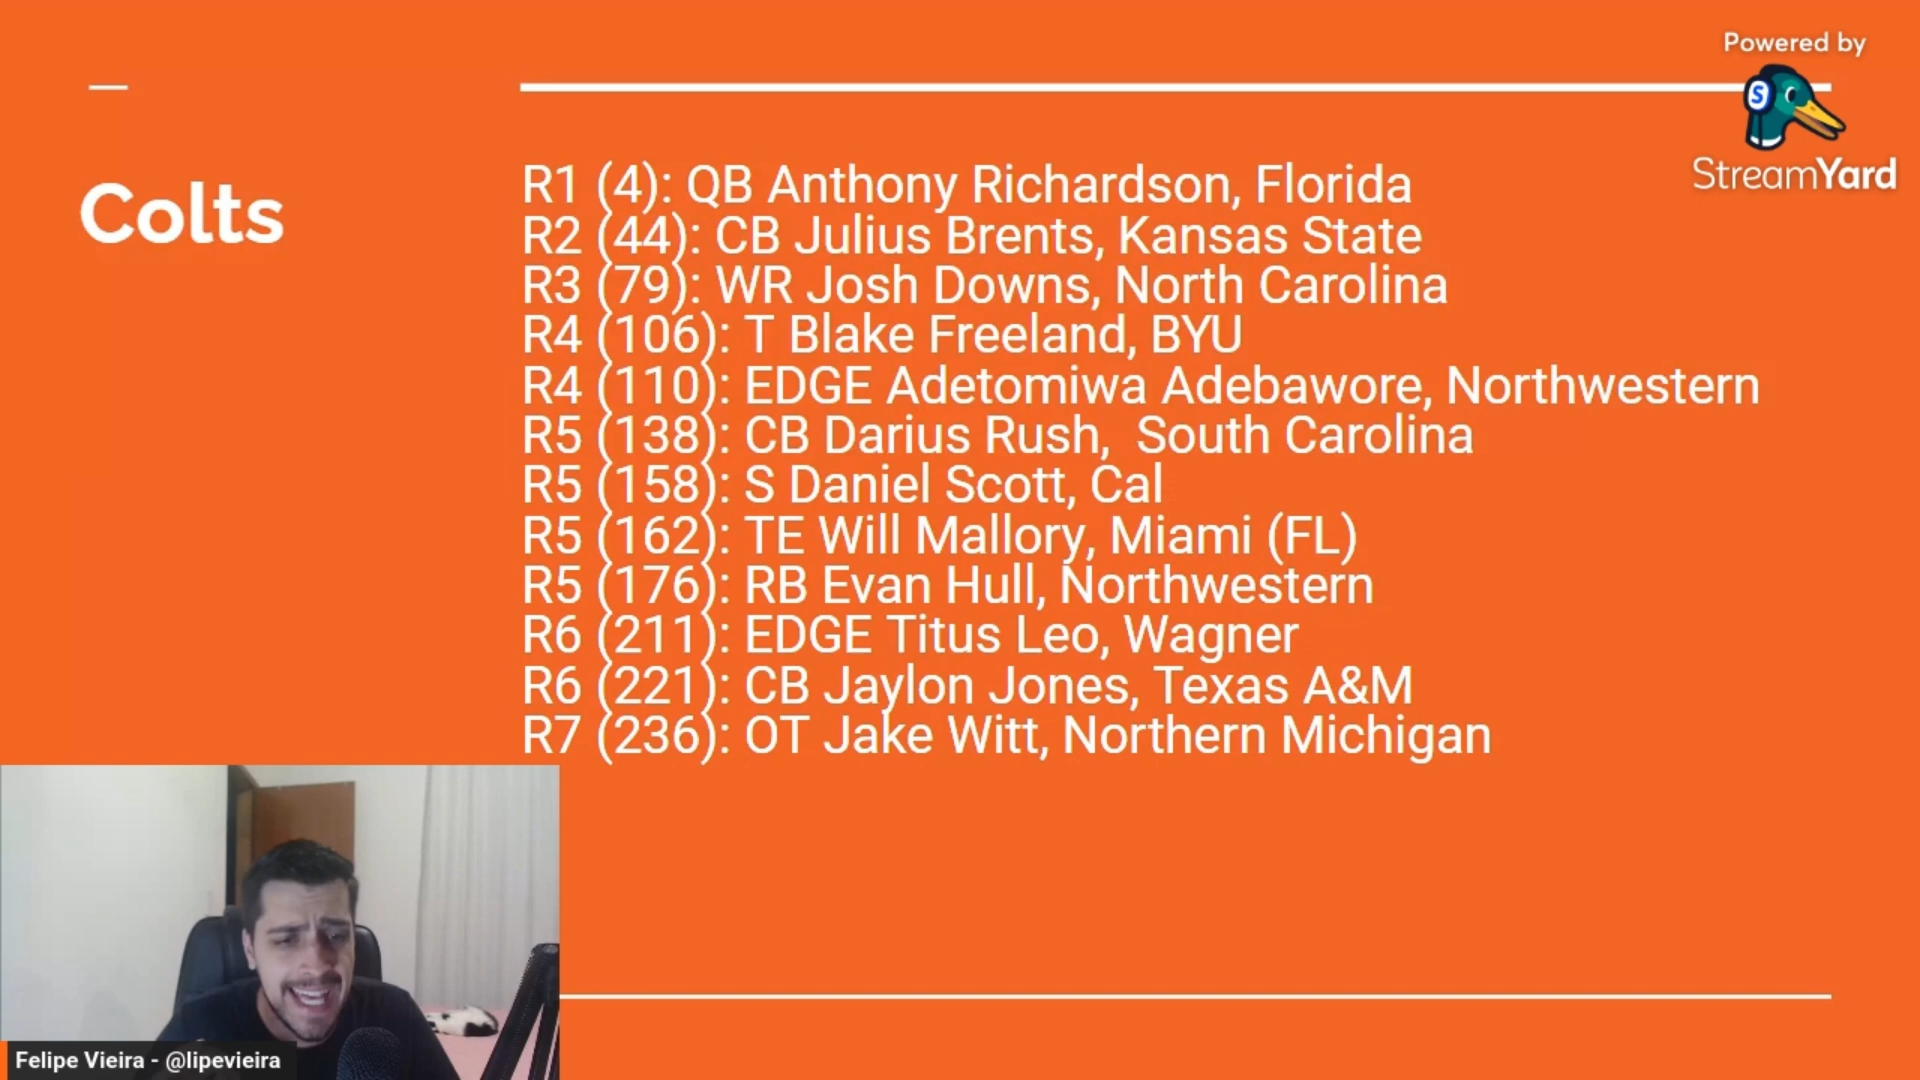 Powered by
StreamYard
Colts
R1 (4): QB Anthony Richardson, Florida
R2 (44): CB Julius Brents, Kansas State
R3 (79): WR Josh Downs, North Carolina
R4 (106): T Blake Freeland, BYU
R4 (110): EDGE Adetomiwa Adebawore, Northwestern
R5 (138): CB Darius Rush,  South Carolina
R5 (158): S Daniel Scott, Cal
R5 (162): TE Will Mallory, Miami (FL)
R5 (176): RB Evan Hull, Northwestern
R6 (211): EDGE Titus Leo, Wagner
R6 (221): CB Jaylon Jones, Texas A&M
R7 (236): OT Jake Witt, Northern Michigan
Felipe Vieira - @lipevieira